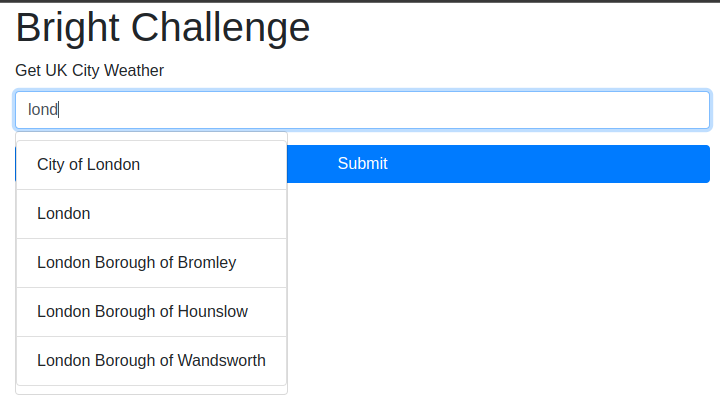 Bright Challenge
Get UK City Weather
lond
Submit
City of London
London
London Borough of Bromley
London Borough of Hounslow
London Borough of Wandsworth